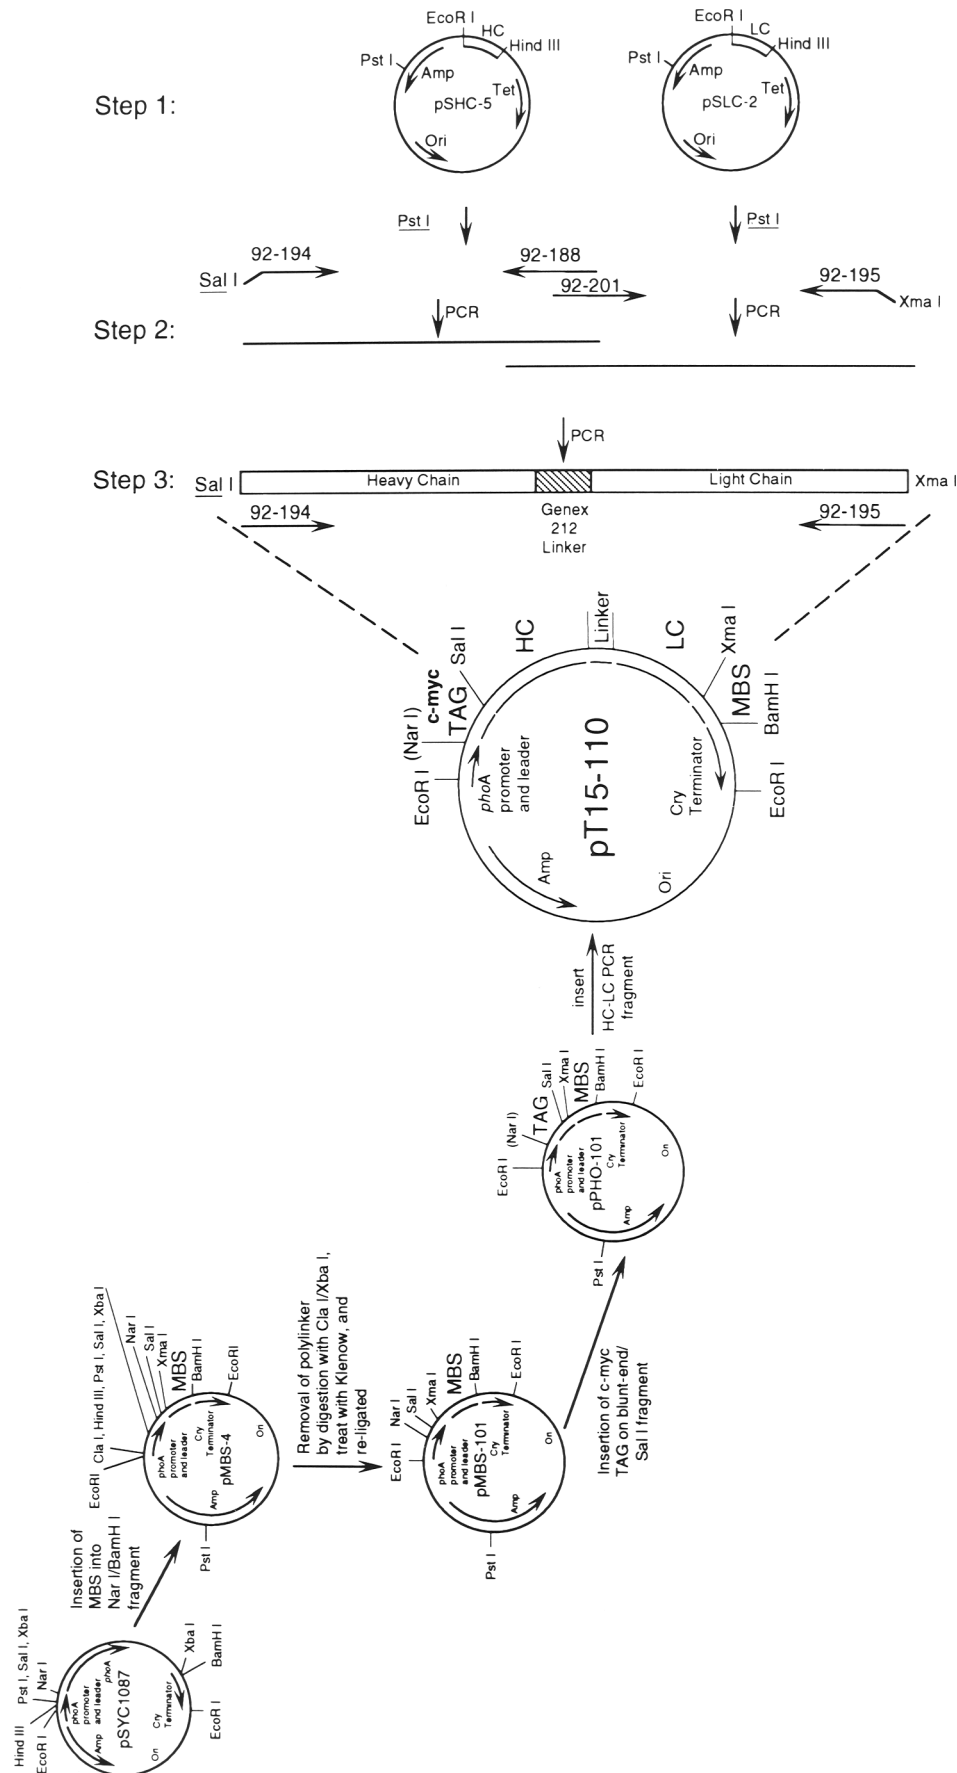 Step 1:
EcoR I
HC
Hind III
Pst I
Amp
Tet
pSHC-5
Ori
EcoR I
LC
Hind III
Pst I
Amp
Tet
pSLC-2
Ori
Pst I
Pst I
92-194
Sal I
92-188
92-201
92-195
Xma I
Step 2:
PCR
PCR
PCR
Step 3:
Sal I
Heavy Chain
Light Chain
Xma I
92-194
Genex
212
Linker
92-195
EcoR I
(Nar I)
c-myc
TAG
Sal I
HC
Linker
LC
Xma I
MBS
BamH I
EcoR I
phoA
promoter
and leader
pT15-110
Cry
Terminator
Amp
Ori
insert
HC-LC PCR
fragment
EcoR I
(Nar I)
TAG
Sal I
Xma I
MBS
BamH I
EcoR I
phoA
promoter
and leader
pPHO-101
Cry
Terminator
Amp
Ori
Pst I
Insertion of c-myc
TAG on blunt-end/
Sal I fragment
EcoR I
Nar I
Sal I
Xma I
MBS
BamH I
EcoR I
phoA
promoter
and leader
pMBS-101
Cry
Terminator
Amp
Ori
Pst I
Removal of polylinker
by digestion with Cla I/Xba I,
treat with Klenow, and
re-ligated
EcoRI
Cla I, Hind III, Pst I, Sal I, Xba I
Nar I
Sal I
Xma I
MBS
BamH I
EcoRI
phoA
promoter
and leader
Cry
Terminator
pMBS-4
Amp
Ori
Pst I
Insertion of
MBS into
Nar I/BamH I
fragment
Hind III
EcoR I
Pst I, Sal I, Xba I
Nar I
phoA
promoter
and leader
phoA
Amp
pSYC1087
Ori
Cry
Terminator
Xba I
BamH I
EcoR I